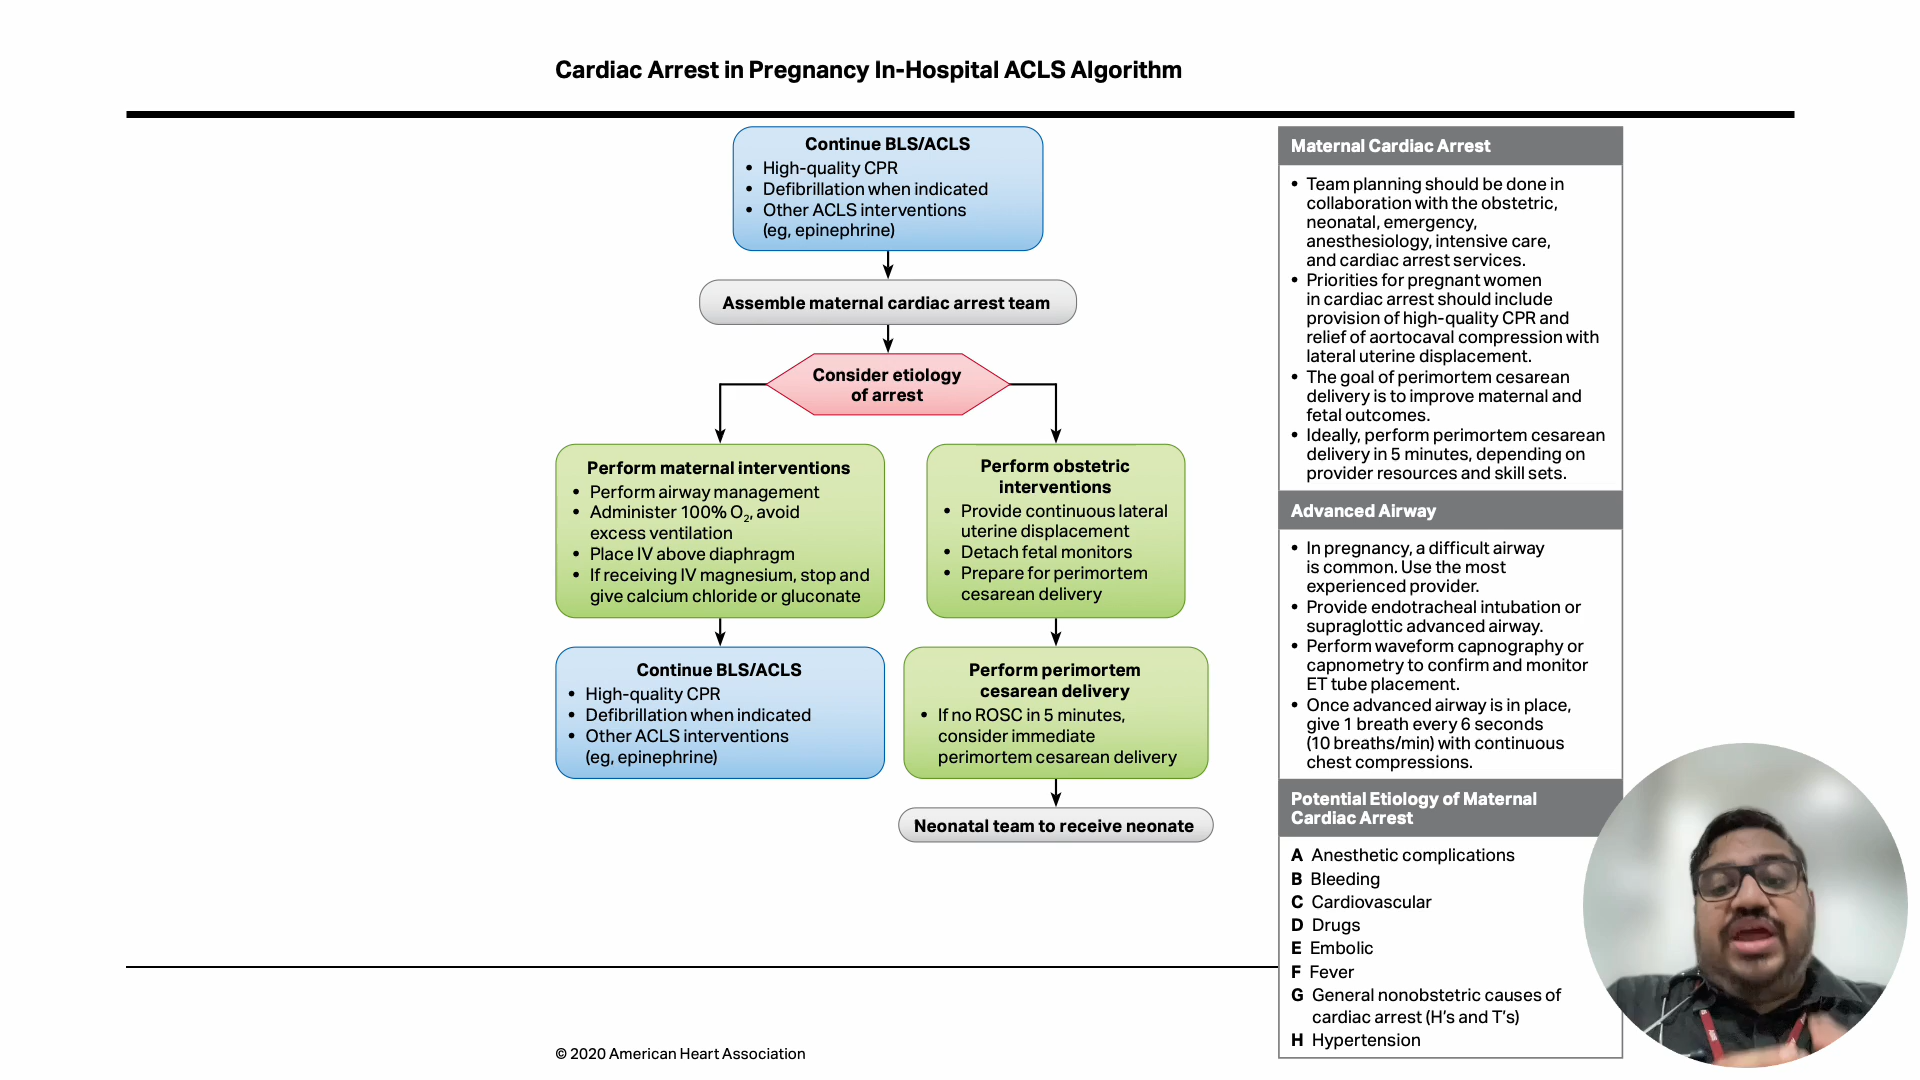 Cardiac Arrest in Pregnancy In-Hospital ACLS Algorithm
Continue BLS/ACLS
• High-quality CPR
• Defibrillation when indicated
• Other ACLS interventions
(eg, epinephrine)
Assemble maternal cardiac arrest team
Consider etiology
of arrest
Perform maternal interventions
• Perform airway management
• Administer 100% O₂, avoid
excess ventilation
• Place IV above diaphragm
• If receiving IV magnesium, stop and
give calcium chloride or gluconate
Continue BLS/ACLS
• High-quality CPR
• Defibrillation when indicated
• Other ACLS interventions
(eg, epinephrine)
Perform obstetric
interventions
• Provide continuous lateral
uterine displacement
• Detach fetal monitors
• Prepare for perimortem
cesarean delivery
Perform perimortem
cesarean delivery
• If no ROSC in 5 minutes,
consider immediate
perimortem cesarean delivery
Neonatal team to receive neonate
Maternal Cardiac Arrest
• Team planning should be done in
collaboration with the obstetric,
neonatal, emergency,
anesthesiology, intensive care,
and cardiac arrest services.
• Priorities for pregnant women
in cardiac arrest should include
provision of high-quality CPR and
relief of aortocaval compression with
lateral uterine displacement.
• The goal of perimortem cesarean
delivery is to improve maternal and
fetal outcomes.
• Ideally, perform perimortem cesarean
delivery in 5 minutes, depending on
provider resources and skill sets.
Advanced Airway
• In pregnancy, a difficult airway
is common. Use the most
experienced provider.
• Provide endotracheal intubation or
supraglottic advanced airway.
• Perform waveform capnography or
capnometry to confirm and monitor
ET tube placement.
• Once advanced airway is in place,
give 1 breath every 6 seconds
(10 breaths/min) with continuous
chest compressions.
Potential Etiology of Maternal
Cardiac Arrest
A Anesthetic complications
B Bleeding
C Cardiovascular
D Drugs
E Embolic
F Fever
G General nonobstetric causes of
cardiac arrest (H's and T's)
H Hypertension
© 2020 American Heart Association